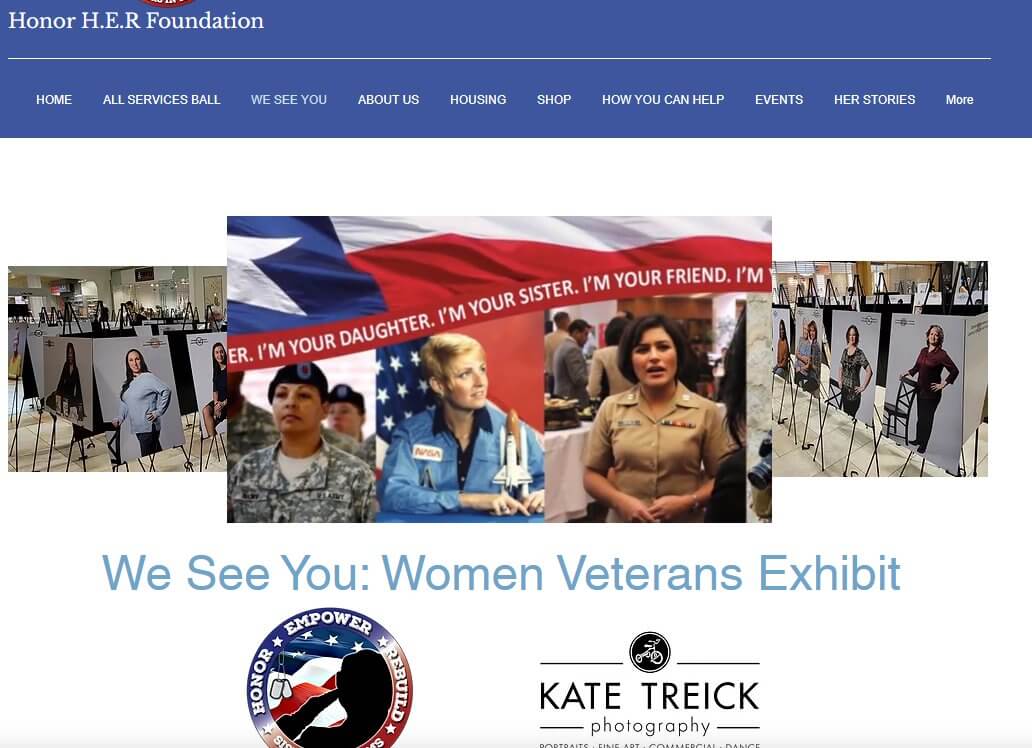 Honor H.E.R Foundation
HOME ALL SERVICES BALL WE SEE YOU ABOUT US HOUSING SHOP HOW YOU CAN HELP EVENTS HER STORIES More
ER. I'M YOUR DAUGHTER. I'M YOUR SISTER. I'M YOUR FRIEND. I'M
NASA
U.S. ARMY
We See You: Women Veterans Exhibit
HONOR ★ EMPOWER ★ REBUILD
KATE TREICK
photography
PORTRAITS · FINE ART · COMMERCIAL · DANCE